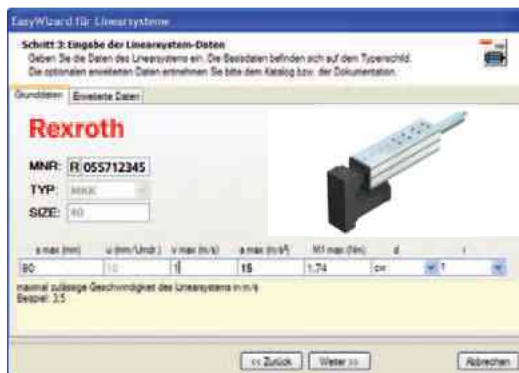 EasyWizard für Linearsysteme
Schritt 3: Eingabe der Linearsystem-Daten
Geben Sie die Daten des Linearsystems ein. Die Basisdaten befinden sich auf dem Typenschild.
Die optionalen erweiterten Daten entnehmen Sie bitte dem Katalog bzw. der Dokumentation.
Grunddaten Erweiterte Daten
Rexroth
MNR: R 055712345
TYP: MKK
SIZE: 40
s max (mm) u (mm/Umdr.) v max (m/s) a max (m/s²) M1 max (Nm) d i
10 1 15 1.74 cw 1
maximal zulässige Geschwindigkeit des Linearsystems in m/s
Beispiel: 3.5
<< Zurück Weiter >> Abbrechen